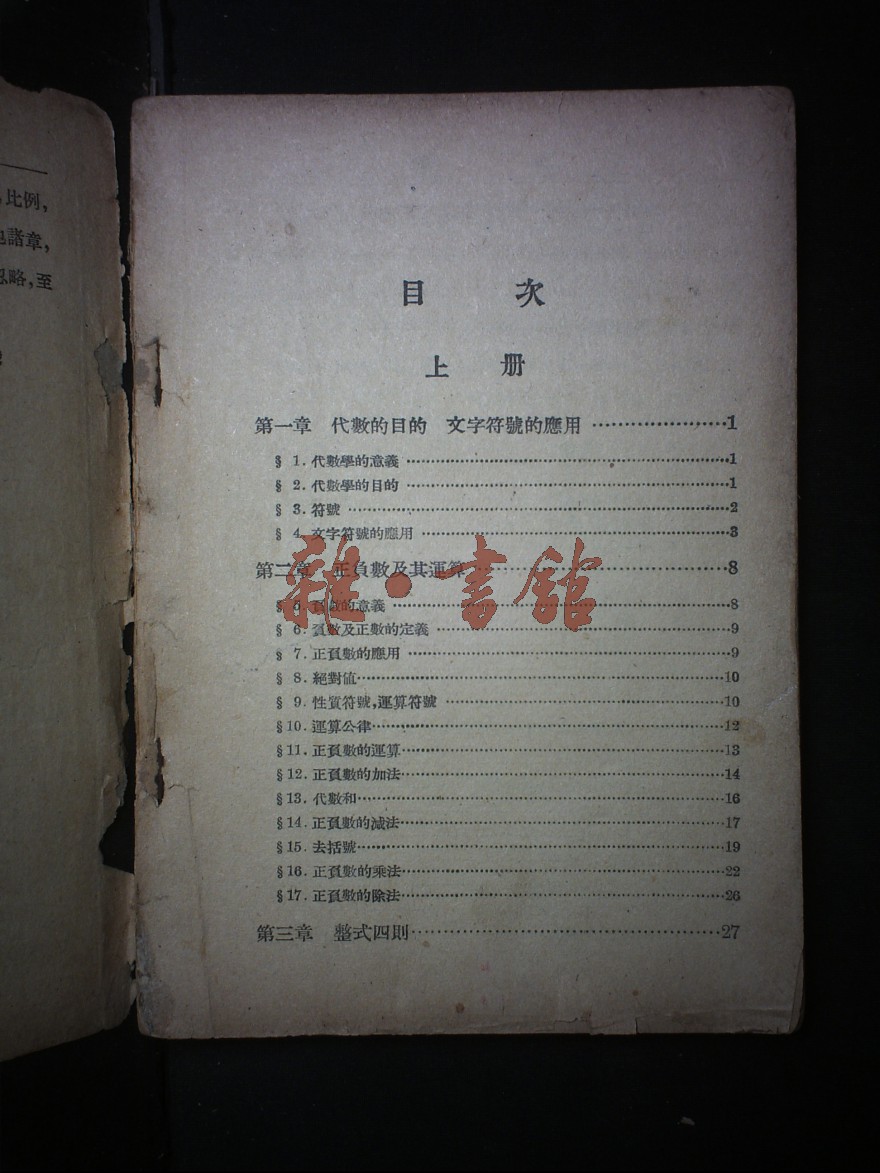 比例,
諸章,
略,至
目 次
上 册
第一章 代數的目的 文字符號的應用 …………………1
§ 1. 代數學的意義 …………………1
§ 2. 代數學的目的 …………………1
§ 3. 符號 …………………2
§ 4. 文字符號的應用 …………………3
第二章 正負數及其運算 …………………8
§ 5. 負數的意義 …………………8
§ 6. 負數及正數的定義 …………………9
§ 7. 正負數的應用 …………………9
§ 8. 絕對值…………………10
§ 9. 性質符號,運算符號 …………………10
§10. 運算公律…………………12
§11. 正負數的運算…………………13
§12. 正負數的加法…………………14
§13. 代數和…………………16
§14. 正負數的減法…………………17
§15. 去括號…………………19
§16. 正負數的乘法…………………22
§17. 正負數的除法…………………26
第三章 整式四則…………………27
雜·書館